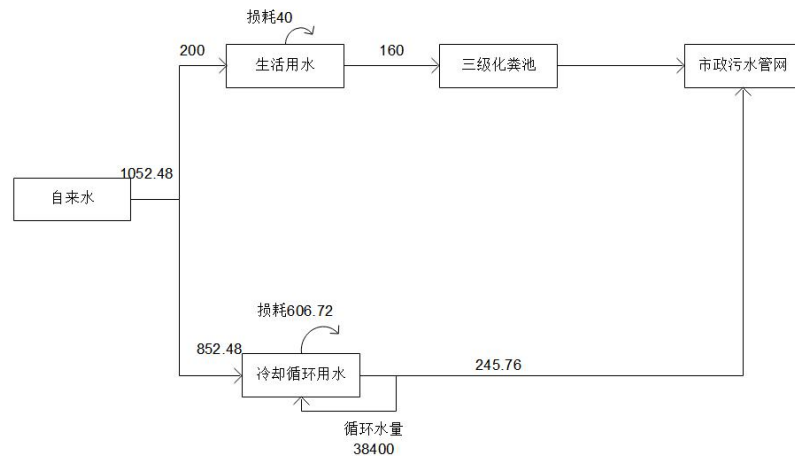 损耗40
200
生活用水
160
三级化粪池
市政污水管网
1052.48
自来水
损耗606.72
852.48
冷却循环用水
245.76
循环水量
38400